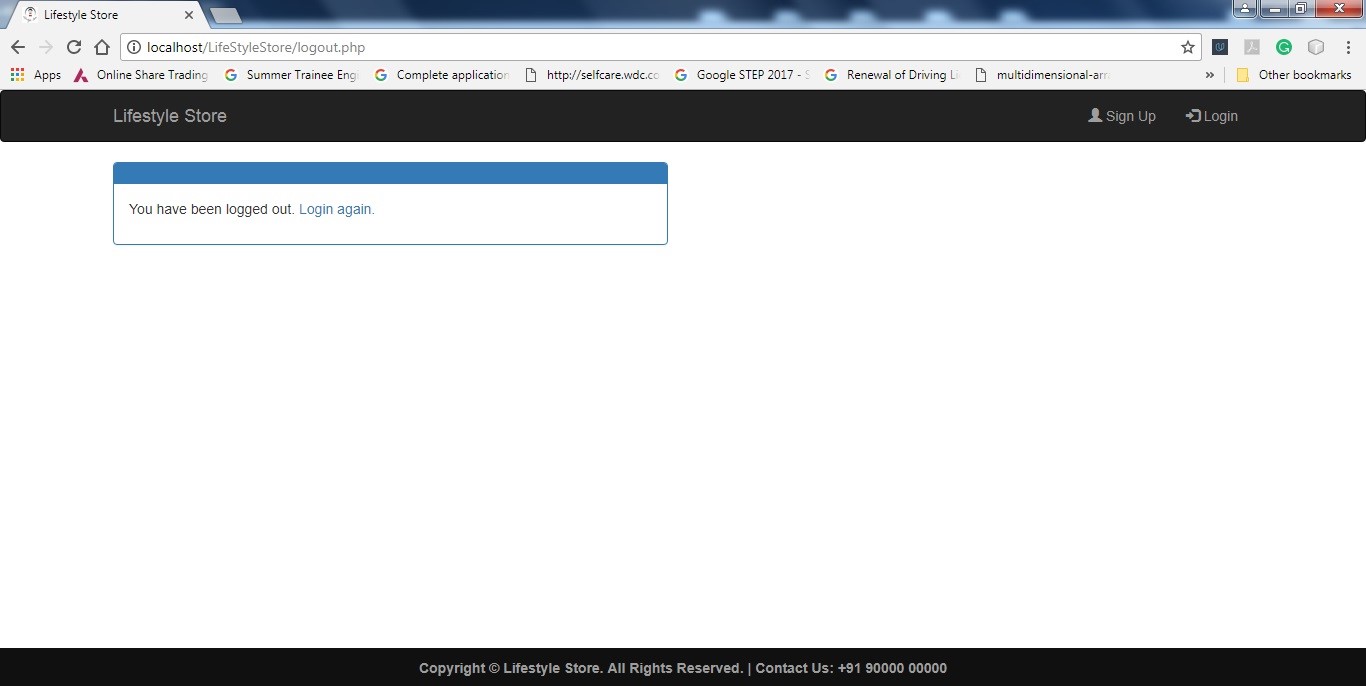 Lifestyle Store
localhost/LifeStyleStore/logout.php
Apps Online Share Trading Summer Trainee Eng Complete application http://selfcare.wdc.co Google STEP 2017 - Renewal of Driving Li multidimensional-arr » Other bookmarks
Lifestyle Store Sign Up Login
You have been logged out. Login again.
Copyright © Lifestyle Store. All Rights Reserved. | Contact Us: +91 90000 00000